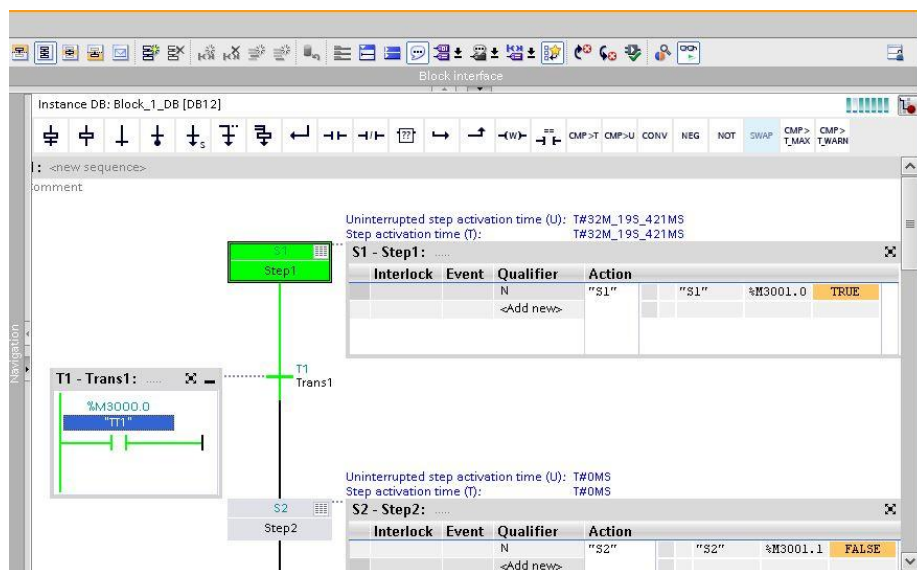 Block interface
Instance DB: Block_1_DB [DB12]
S ?? (W) == CMP>T CMP>U CONV NEG NOT SWAP CMP> T_MAX CMP> T_WARN
1: <new sequence>
omment
Uninterrupted step activation time (U): T#32M_19S_421MS
Step activation time (T): T#32M_19S_421MS
S1
Step1
S1 - Step1: .....
Interlock Event Qualifier Action
N "S1" "S1" %M3001.0 TRUE
<Add new>
Navigation
T1
Trans1
T1 - Trans1: .....
%M3000.0
"TT1"
Uninterrupted step activation time (U): T#0MS
Step activation time (T): T#0MS
S2
Step2
S2 - Step2: .....
Interlock Event Qualifier Action
N "S2" "S2" %M3001.1 FALSE
<Add new>